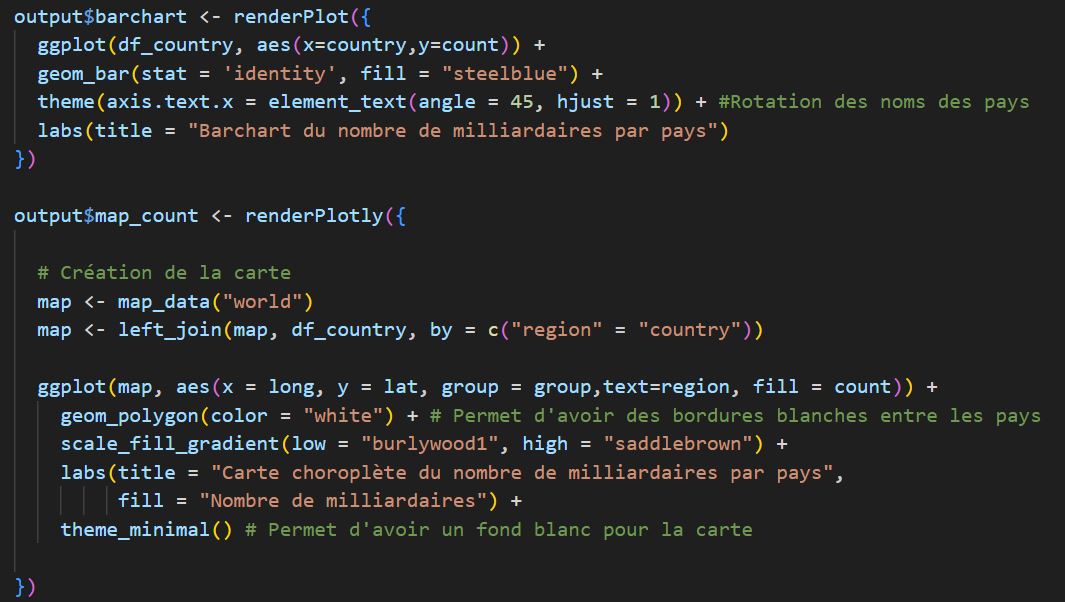 output$barchart <- renderPlot({
  ggplot(df_country, aes(x=country,y=count)) +
  geom_bar(stat = 'identity', fill = "steelblue") +
  theme(axis.text.x = element_text(angle = 45, hjust = 1)) + #Rotation des noms des pays
  labs(title = "Barchart du nombre de milliardaires par pays")
})

output$map_count <- renderPlotly({

  # Création de la carte
  map <- map_data("world")
  map <- left_join(map, df_country, by = c("region" = "country"))

  ggplot(map, aes(x = long, y = lat, group = group,text=region, fill = count)) +
    geom_polygon(color = "white") + # Permet d'avoir des bordures blanches entre les pays
    scale_fill_gradient(low = "burlywood1", high = "saddlebrown") +
    labs(title = "Carte choroplète du nombre de milliardaires par pays",
         fill = "Nombre de milliardaires") +
    theme_minimal() # Permet d'avoir un fond blanc pour la carte

})